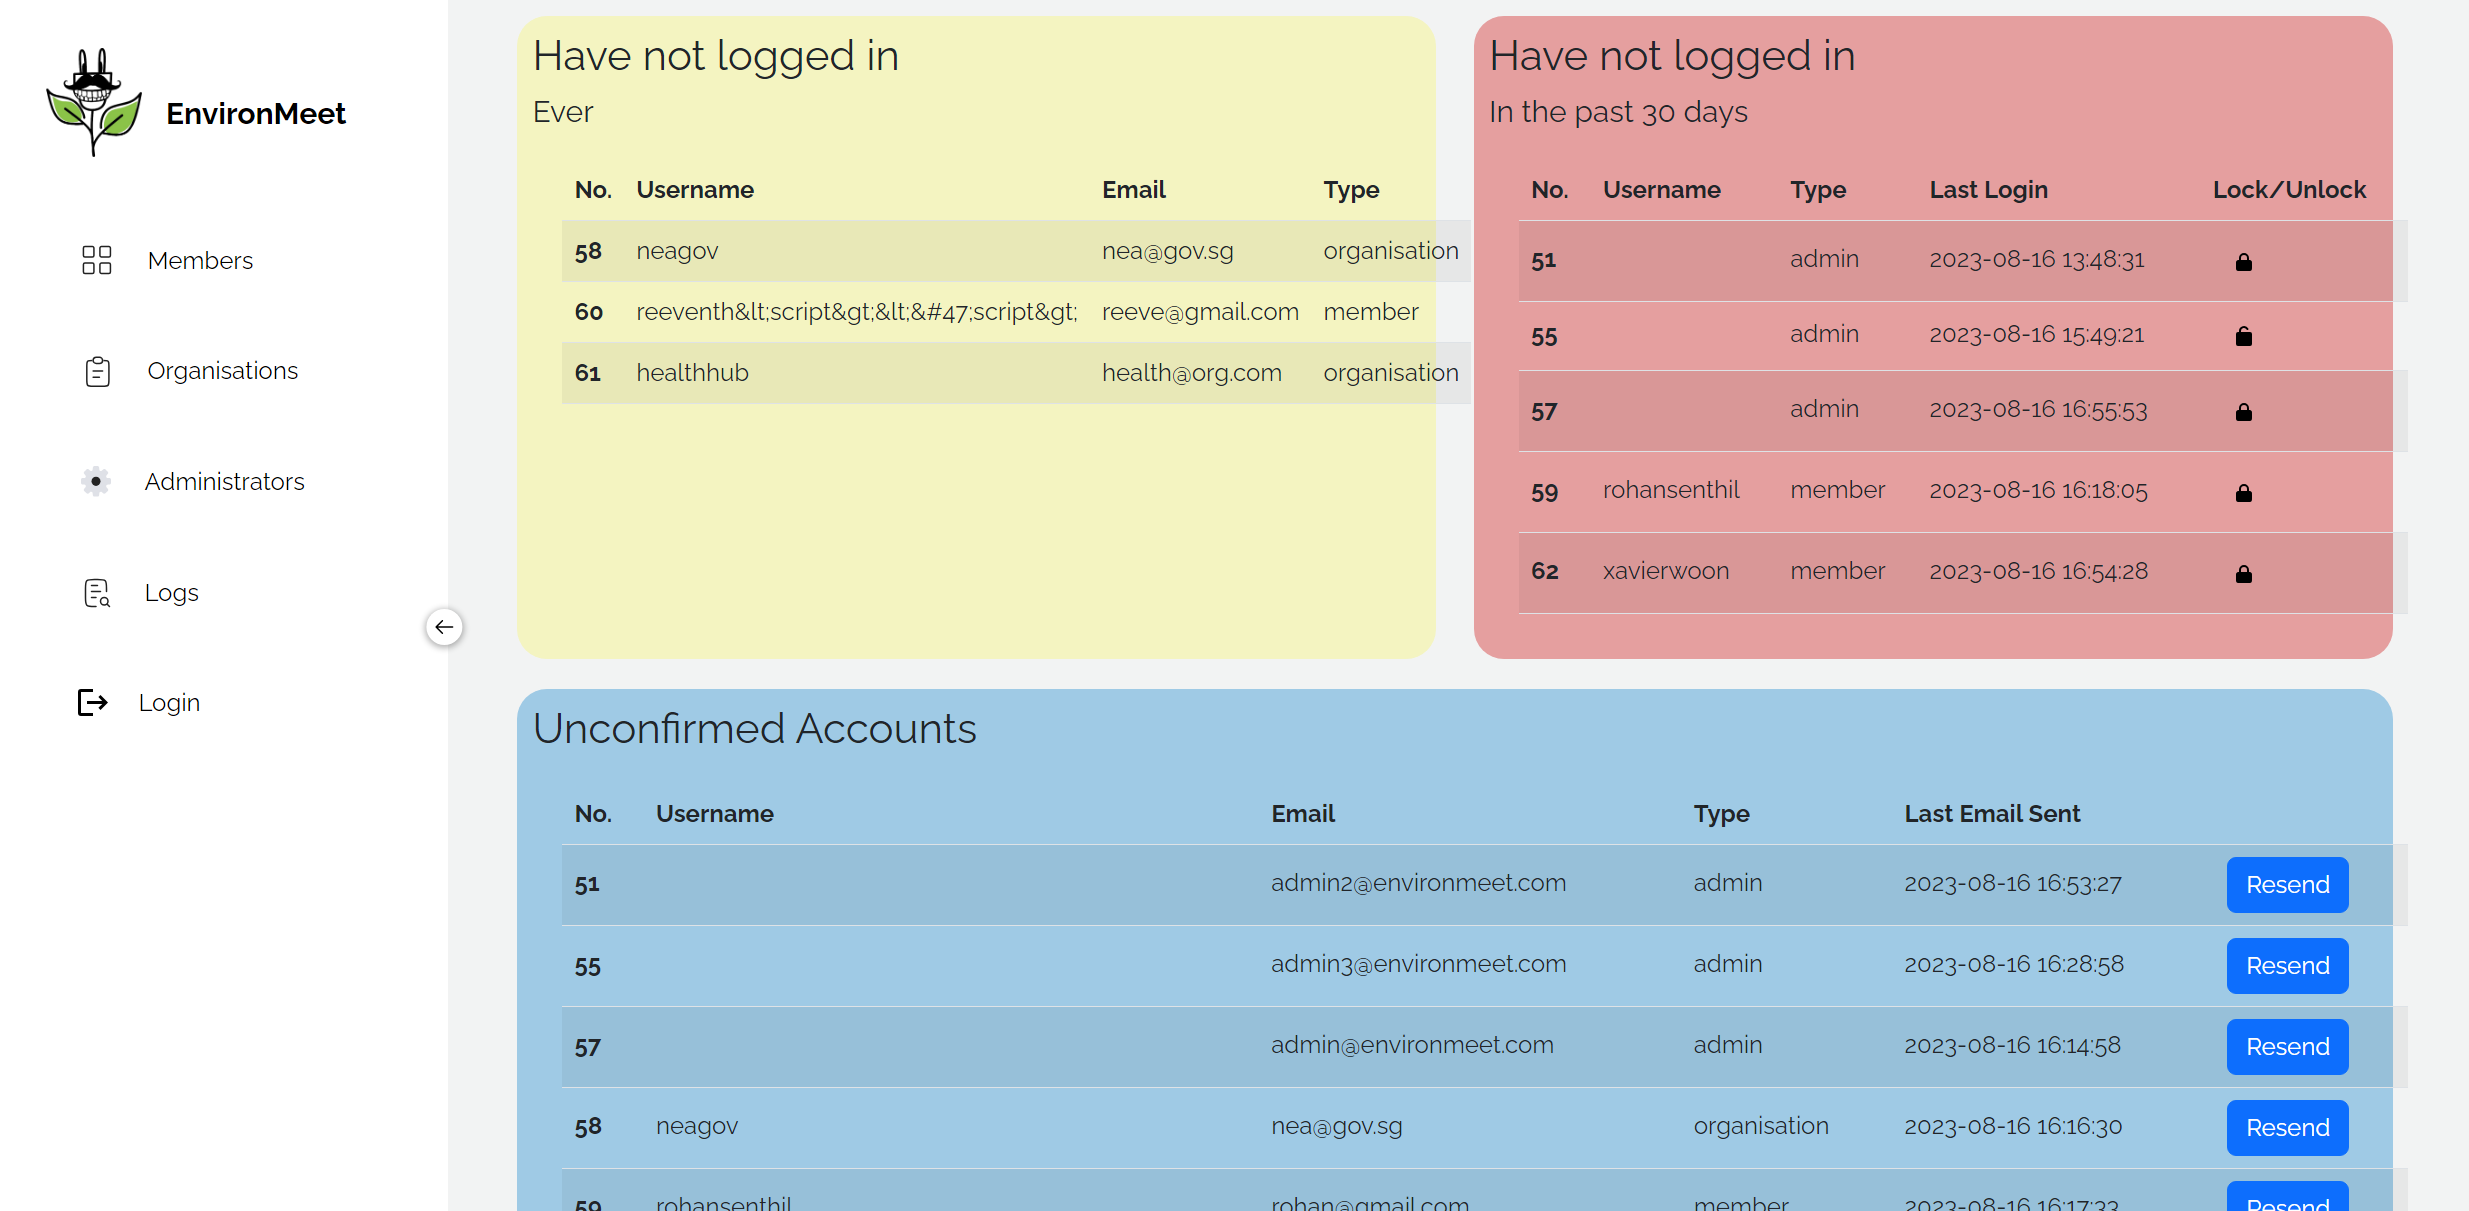 EnvironMeet
Members
Organisations
Administrators
Logs
Login
Have not logged in
Ever
No. Username Email Type
58 neagov nea@gov.sg organisation
60 reeventh&lt;script&gt;&lt;&#47;script&gt; reeve@gmail.com member
61 healthhub health@org.com organisation
Have not logged in
In the past 30 days
No. Username Type Last Login Lock/Unlock
51 admin 2023-08-16 13:48:31
55 admin 2023-08-16 15:49:21
57 admin 2023-08-16 16:55:53
59 rohansenthil member 2023-08-16 16:18:05
62 xavierwoon member 2023-08-16 16:54:28
Unconfirmed Accounts
No. Username Email Type Last Email Sent
51 admin2@environmeet.com admin 2023-08-16 16:53:27 Resend
55 admin3@environmeet.com admin 2023-08-16 16:28:58 Resend
57 admin@environmeet.com admin 2023-08-16 16:14:58 Resend
58 neagov nea@gov.sg organisation 2023-08-16 16:16:30 Resend
59 rohansenthil rohan@gmail.com member 2023-08-16 16:17:33 Resend